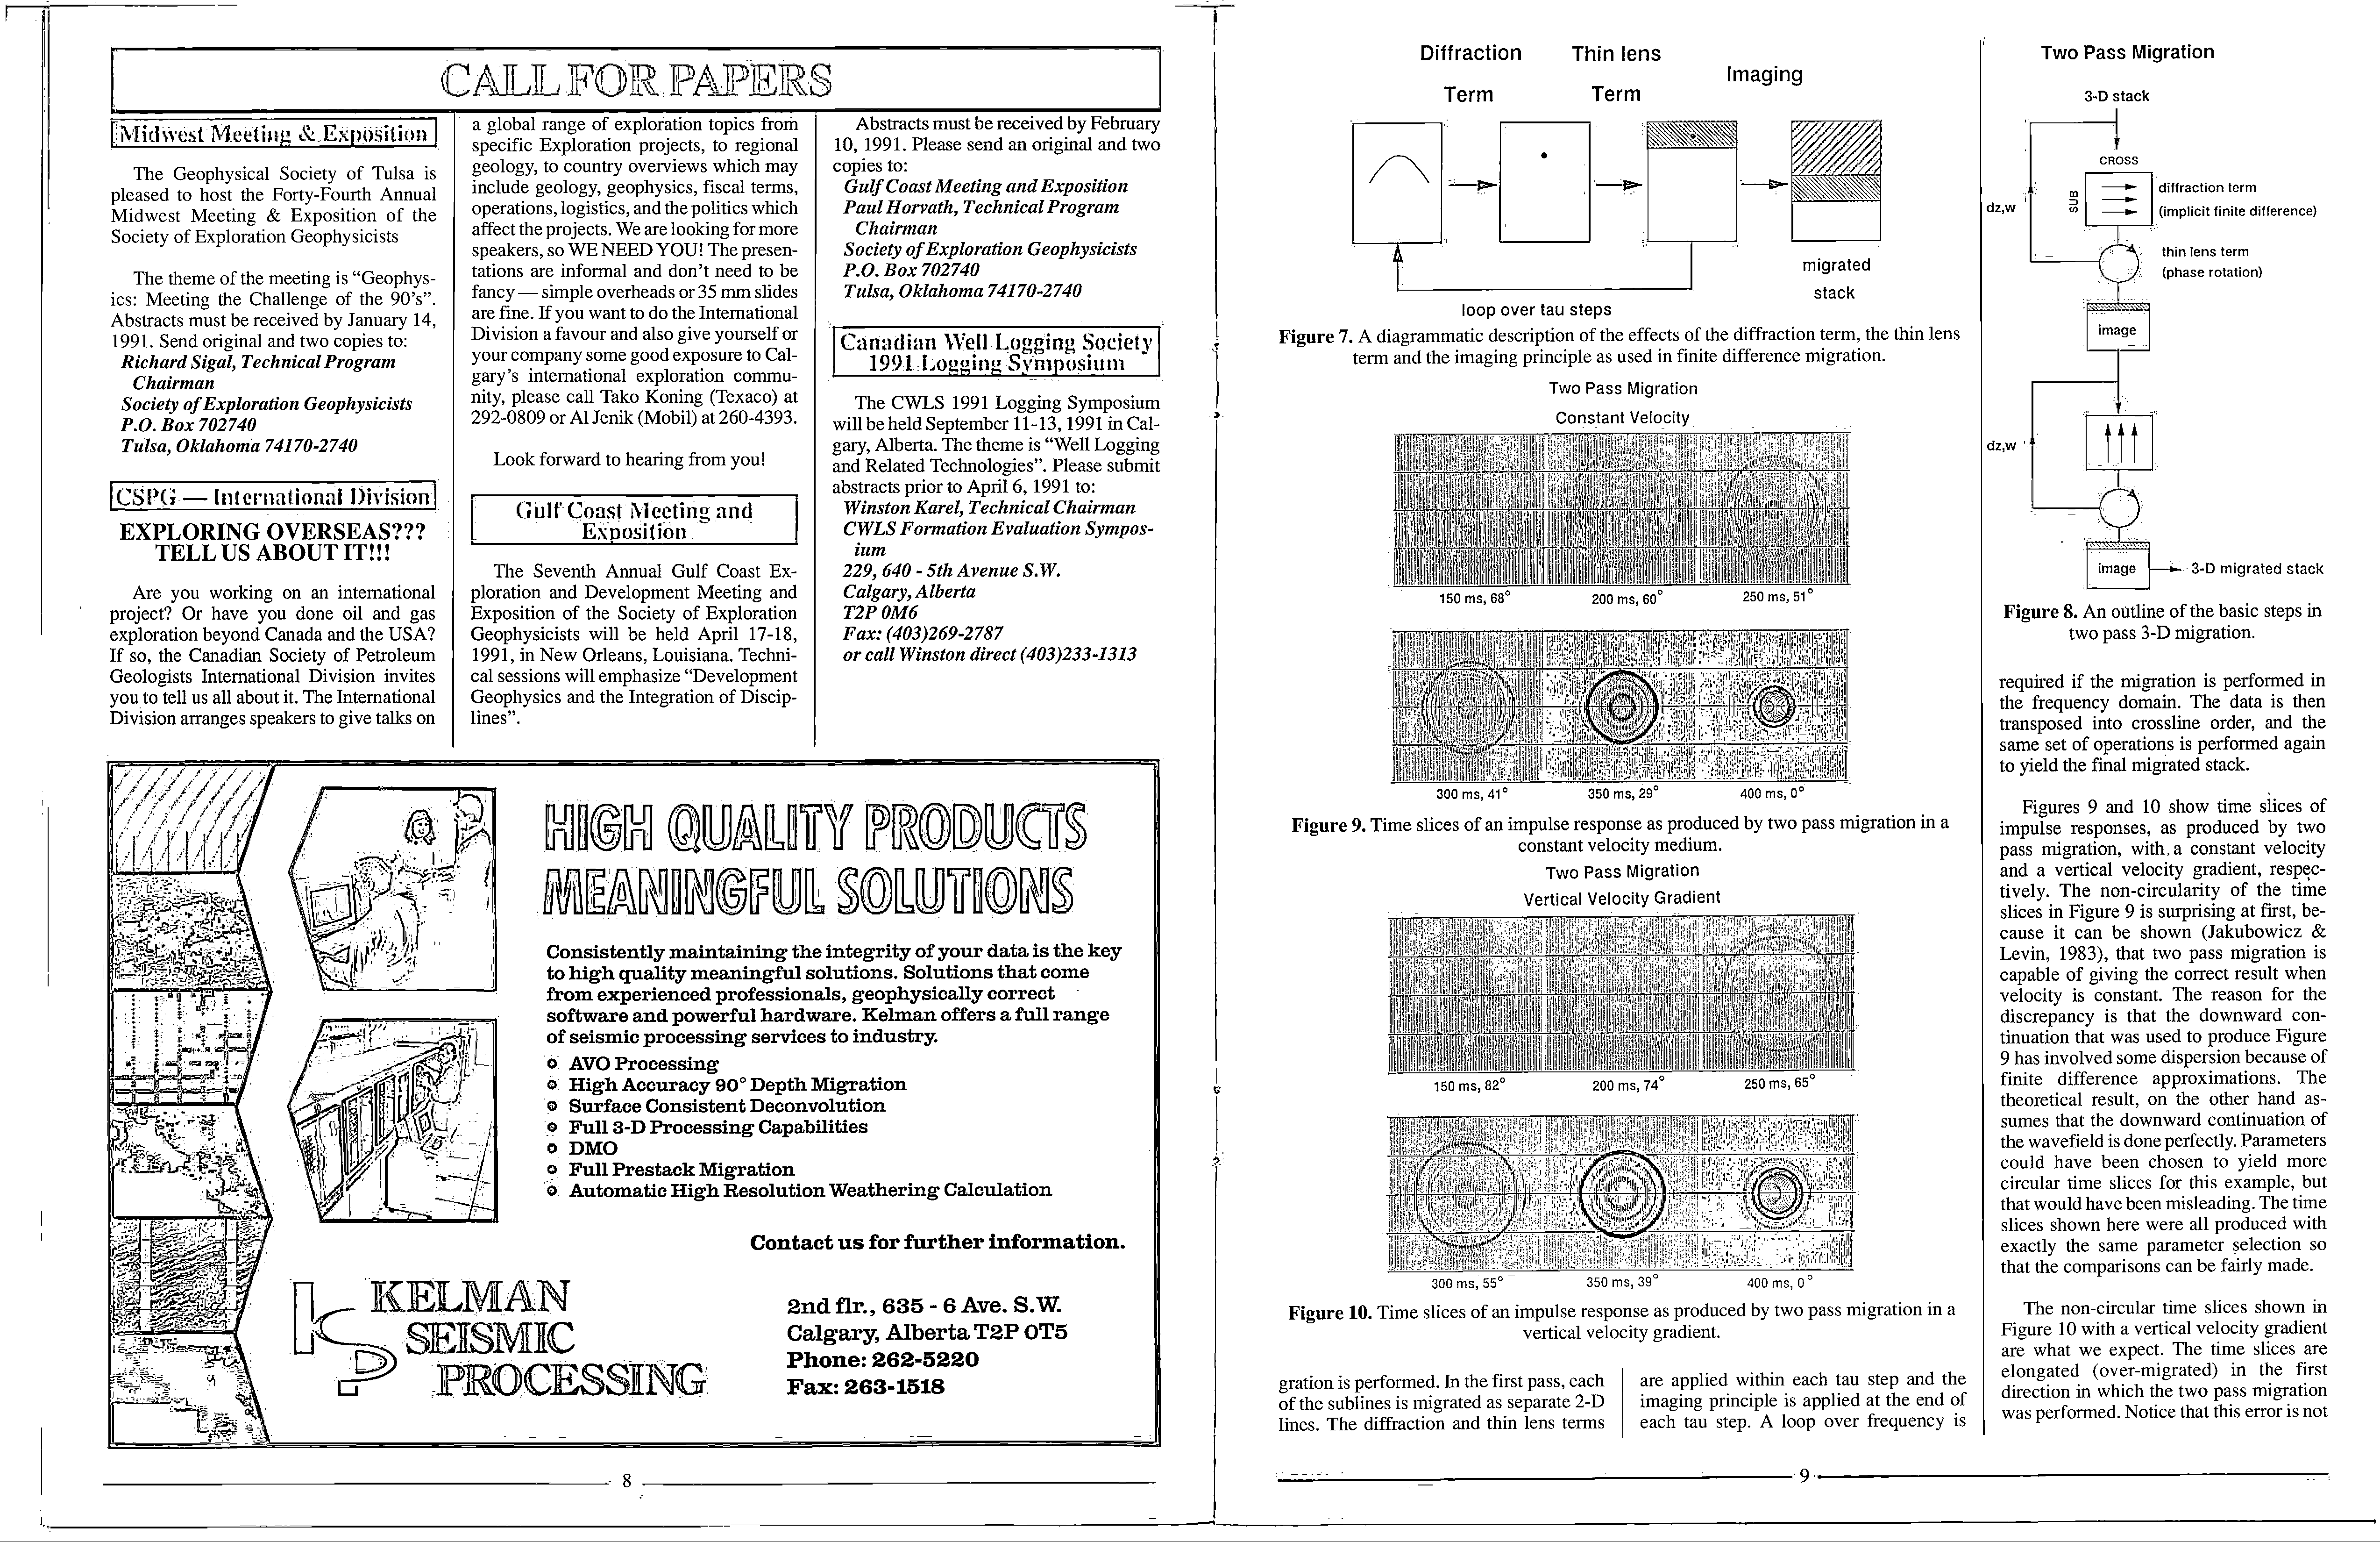 CALL FOR PAPERS
Midwest Meeting & Exposition
The Geophysical Society of Tulsa is
pleased to host the Forty-Fourth Annual
Midwest Meeting & Exposition of the
Society of Exploration Geophysicists
The theme of the meeting is “Geophys-
ics: Meeting the Challenge of the 90’s”.
Abstracts must be received by January 14,
1991. Send original and two copies to:
Richard Sigal, Technical Program
Chairman
Society of Exploration Geophysicists
P.O. Box 702740
Tulsa, Oklahoma 74170-2740
CSPG — International Division
EXPLORING OVERSEAS???
TELL US ABOUT IT!!!
Are you working on an international
project? Or have you done oil and gas
exploration beyond Canada and the USA?
If so, the Canadian Society of Petroleum
Geologists International Division invites
you to tell us all about it. The International
Division arranges speakers to give talks on
a global range of exploration topics from
specific Exploration projects, to regional
geology, to country overviews which may
include geology, geophysics, fiscal terms,
operations, logistics, and the politics which
affect the projects. We are looking for more
speakers, so WE NEED YOU! The presen-
tations are informal and don’t need to be
fancy — simple overheads or 35 mm slides
are fine. If you want to do the International
Division a favour and also give yourself or
your company some good exposure to Cal-
gary’s international exploration commu-
nity, please call Tako Koning (Texaco) at
292-0809 or Al Jenik (Mobil) at 260-4393.
Look forward to hearing from you!
Gulf Coast Meeting and
Exposition
The Seventh Annual Gulf Coast Ex-
ploration and Development Meeting and
Exposition of the Society of Exploration
Geophysicists will be held April 17-18,
1991, in New Orleans, Louisiana. Techni-
cal sessions will emphasize “Development
Geophysics and the Integration of Discip-
lines”.
Abstracts must be received by February
10, 1991. Please send an original and two
copies to:
Gulf Coast Meeting and Exposition
Paul Horvath, Technical Program
Chairman
Society of Exploration Geophysicists
P.O. Box 702740
Tulsa, Oklahoma 74170-2740
Canadian Well Logging Society
1991 Logging Symposium
The CWLS 1991 Logging Symposium
will be held September 11-13, 1991 in Cal-
gary, Alberta. The theme is “Well Logging
and Related Technologies”. Please submit
abstracts prior to April 6, 1991 to:
Winston Karel, Technical Chairman
CWLS Formation Evaluation Sympos-
ium
229, 640 - 5th Avenue S.W.
Calgary, Alberta
T2P 0M6
Fax: (403)269-2787
or call Winston direct (403)233-1313
HIGH QUALITY PRODUCTS
MEANINGFUL SOLUTIONS
Consistently maintaining the integrity of your data is the key
to high quality meaningful solutions. Solutions that come
from experienced professionals, geophysically correct
software and powerful hardware. Kelman offers a full range
of seismic processing services to industry.
AVO Processing
High Accuracy 90° Depth Migration
Surface Consistent Deconvolution
Full 3-D Processing Capabilities
DMO
Full Prestack Migration
Automatic High Resolution Weathering Calculation
Contact us for further information.
KELMAN
SEISMIC
PROCESSING
2nd flr., 635 - 6 Ave. S.W.
Calgary, Alberta T2P 0T5
Phone: 262-5220
Fax: 263-1518
8
Diffraction Thin lens
Imaging
Term Term
migrated
stack
loop over tau steps
Figure 7. A diagrammatic description of the effects of the diffraction term, the thin lens
term and the imaging principle as used in finite difference migration.
Two Pass Migration
Constant Velocity
150 ms, 68° 200 ms, 60° 250 ms, 51°
300 ms, 41° 350 ms, 29° 400 ms, 0°
Figure 9. Time slices of an impulse response as produced by two pass migration in a
constant velocity medium.
Two Pass Migration
Vertical Velocity Gradient
150 ms, 82° 200 ms, 74° 250 ms, 65°
300 ms, 55° 350 ms, 39° 400 ms, 0°
Figure 10. Time slices of an impulse response as produced by two pass migration in a
vertical velocity gradient.
gration is performed. In the first pass, each
of the sublines is migrated as separate 2-D
lines. The diffraction and thin lens terms
are applied within each tau step and the
imaging principle is applied at the end of
each tau step. A loop over frequency is
Two Pass Migration
3-D stack
CROSS
SUB
diffraction term
(implicit finite difference)
dz,w
thin lens term
(phase rotation)
image
dz,w
image
3-D migrated stack
Figure 8. An outline of the basic steps in
two pass 3-D migration.
required if the migration is performed in
the frequency domain. The data is then
transposed into crossline order, and the
same set of operations is performed again
to yield the final migrated stack.
Figures 9 and 10 show time slices of
impulse responses, as produced by two
pass migration, with a constant velocity
and a vertical velocity gradient, respec-
tively. The non-circularity of the time
slices in Figure 9 is surprising at first, be-
cause it can be shown (Jakubowicz &
Levin, 1983), that two pass migration is
capable of giving the correct result when
velocity is constant. The reason for the
discrepancy is that the downward con-
tinuation that was used to produce Figure
9 has involved some dispersion because of
finite difference approximations. The
theoretical result, on the other hand as-
sumes that the downward continuation of
the wavefield is done perfectly. Parameters
could have been chosen to yield more
circular time slices for this example, but
that would have been misleading. The time
slices shown here were all produced with
exactly the same parameter selection so
that the comparisons can be fairly made.
The non-circular time slices shown in
Figure 10 with a vertical velocity gradient
are what we expect. The time slices are
elongated (over-migrated) in the first
direction in which the two pass migration
was performed. Notice that this error is not
9